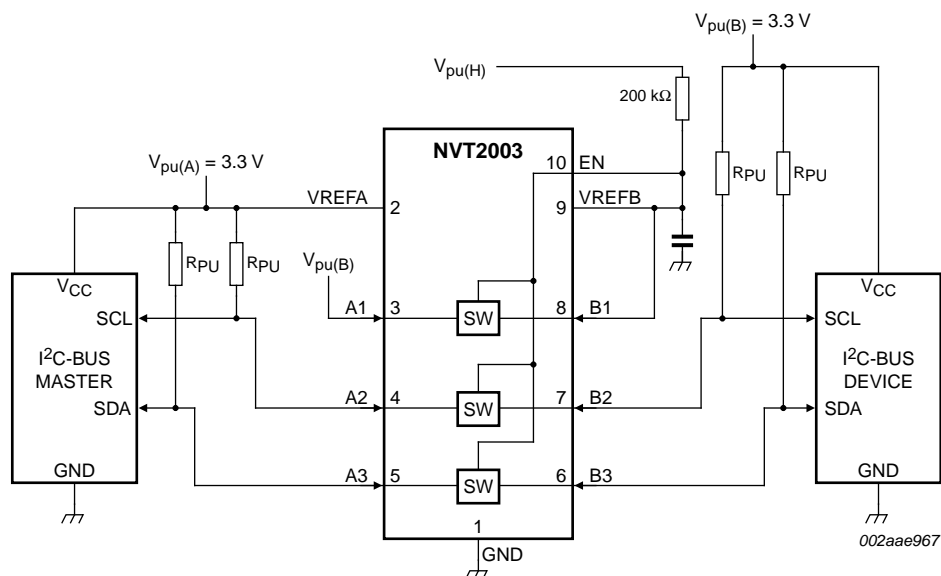 Vpu(B) = 3.3 V
Vpu(H)
200 kΩ
NVT2003
Vpu(A) = 3.3 V
10 EN
RPU RPU
VREFA 2
9 VREFB
RPU RPU
Vpu(B)
VCC
VCC
SCL
A1 3 SW 8 B1
SCL
I²C-BUS
MASTER
I²C-BUS
DEVICE
A2 4 SW 7 B2
SDA
SDA
GND
A3 5 SW 6 B3
GND
1
GND
002aae967